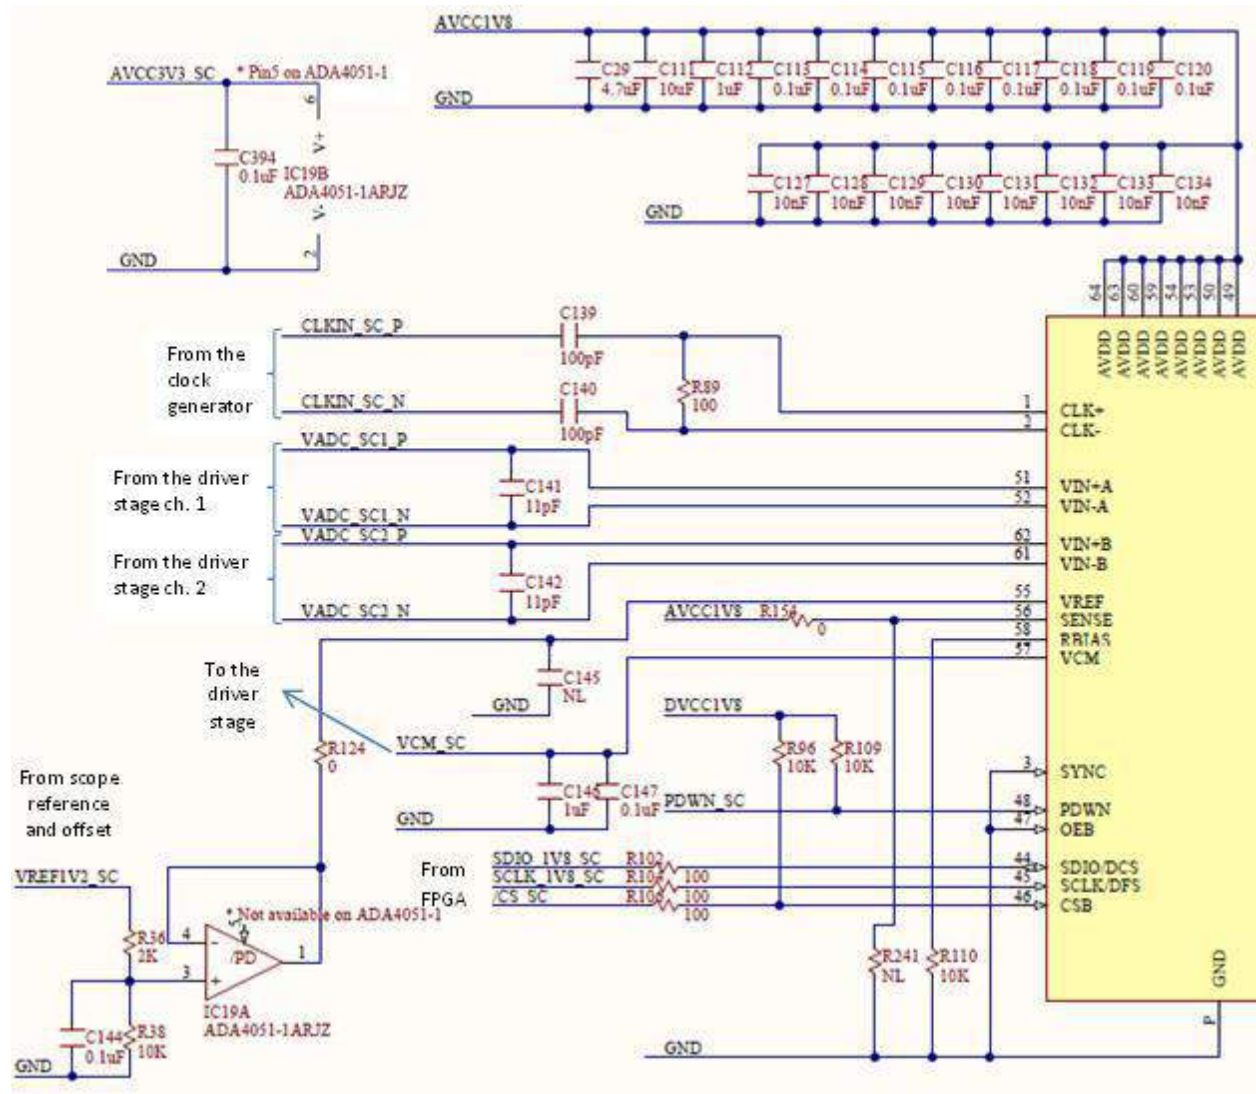 AVCC1V8
C29 C111 C112 C113 C114 C115 C116 C117 C118 C119 C120
4.7uF 10uF 1uF 0.1uF 0.1uF 0.1uF 0.1uF 0.1uF 0.1uF 0.1uF 0.1uF
GND
AVCC3V3_SC * Pin5 on ADA4051-1
6
V+
C394
0.1uF
IC19B
ADA4051-1ARJZ
V-
2
GND
C127 C128 C129 C130 C131 C132 C133 C134
10nF 10nF 10nF 10nF 10nF 10nF 10nF 10nF
GND
64 63 60 59 54 53 50 49
AVDD AVDD AVDD AVDD AVDD AVDD AVDD AVDD
From the
clock
generator
CLKIN_SC_P
C139
100pF
R89
100
CLKIN_SC_N
C140
100pF
1 CLK+
2 CLK-
From the driver
stage ch. 1
VADC_SC1_P
C141
11pF
VADC_SC1_N
51 VIN+A
52 VIN-A
From the driver
stage ch. 2
VADC_SC2_P
C142
11pF
VADC_SC2_N
62 VIN+B
61 VIN-B
55 VREF
AVCC1V8 R154 0 56 SENSE
58 RBIAS
57 VCM
To the
driver
stage
C145
NL
GND
DVCC1V8
R124
0
VCM_SC
C146
1uF
C147
0.1uF
GND
R96
10K
R109
10K
3 SYNC
PDWN_SC 48 PDWN
47 OEB
From scope
reference
and offset
From
FPGA
SDIO_1V8_SC R102 100 44 SDIO/DCS
SCLK_1V8_SC 100 45 SCLK/DFS
/CS_SC 100 46 CSB
VREF1V2_SC
R36
2K
* Not available on ADA4051-1
5
4 -
/PD 1
3 +
IC19A
ADA4051-1ARJZ
C144
0.1uF
R38
10K
GND
R241
NL
R110
10K
GND
P
GND